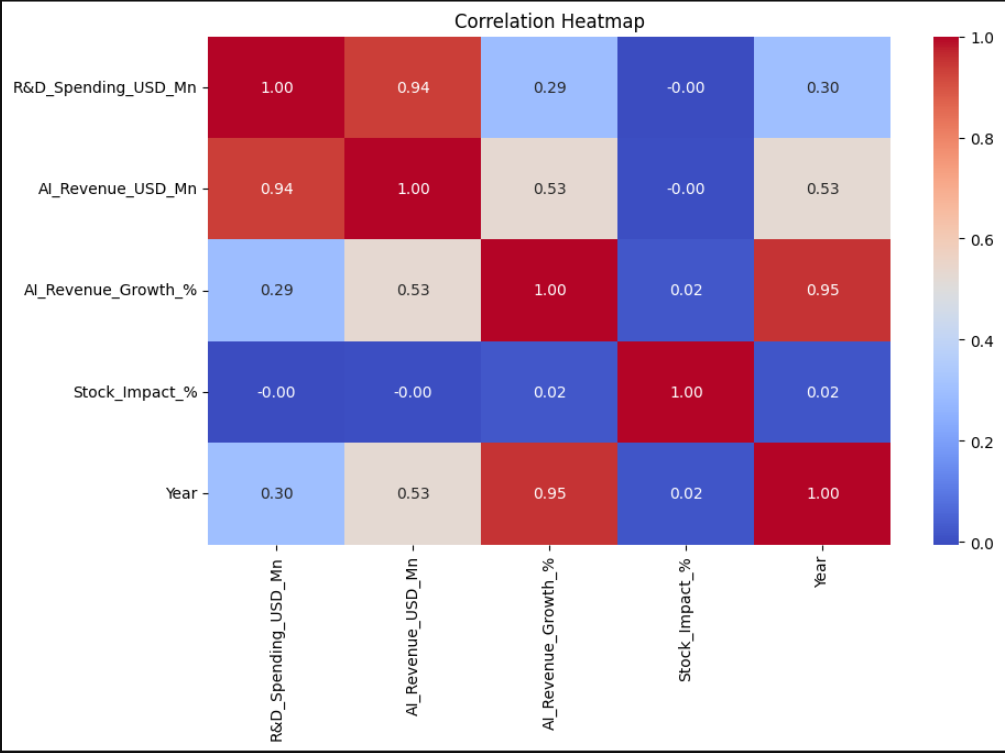 Correlation Heatmap
R&D_Spending_USD_Mn 1.00 0.94 0.29 -0.00 0.30
AI_Revenue_USD_Mn 0.94 1.00 0.53 -0.00 0.53
AI_Revenue_Growth_% 0.29 0.53 1.00 0.02 0.95
Stock_Impact_% -0.00 -0.00 0.02 1.00 0.02
Year 0.30 0.53 0.95 0.02 1.00
R&D_Spending_USD_Mn
AI_Revenue_USD_Mn
AI_Revenue_Growth_%
Stock_Impact_%
Year
1.0
0.8
0.6
0.4
0.2
0.0